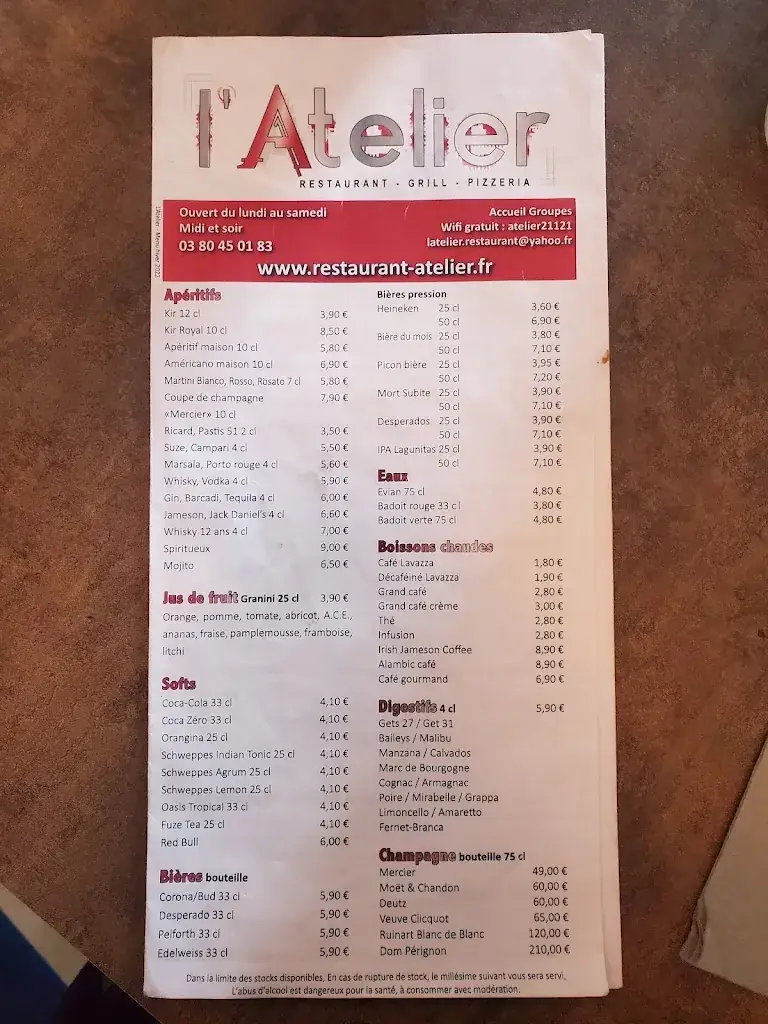 l'Atelier
RESTAURANT - GRILL - PIZZERIA
Ouvert du lundi au samedi
Midi et soir
03 80 45 01 83
Accueil Groupes
Wifi gratuit : atelier21121
latelier.restaurant@yahoo.fr
www.restaurant-atelier.fr
L'Atelier - Menu hiver 2022
Apéritifs
Kir 12 cl 3,90 €
Kir Royal 10 cl 8,50 €
Apéritif maison 10 cl 5,80 €
Américano maison 10 cl 6,90 €
Martini Bianco, Rosso, Rosato 7 cl 5,80 €
Coupe de champagne 7,90 €
«Mercier» 10 cl
Ricard, Pastis 51 2 cl 3,50 €
Suze, Campari 4 cl 5,50 €
Marsala, Porto rouge 4 cl 5,60 €
Whisky, Vodka 4 cl 5,90 €
Gin, Barcadi, Tequila 4 cl 6,00 €
Jameson, Jack Daniel's 4 cl 6,60 €
Whisky 12 ans 4 cl 7,00 €
Spiritueux 9,00 €
Mojito 6,50 €
Jus de fruit Granini 25 cl 3,90 €
Orange, pomme, tomate, abricot, A.C.E.,
ananas, fraise, pamplemousse, framboise,
litchi
Softs
Coca-Cola 33 cl 4,10 €
Coca Zéro 33 cl 4,10 €
Orangina 25 cl 4,10 €
Schweppes Indian Tonic 25 cl 4,10 €
Schweppes Agrum 25 cl 4,10 €
Schweppes Lemon 25 cl 4,10 €
Oasis Tropical 33 cl 4,10 €
Fuze Tea 25 cl 4,10 €
Red Bull 6,00 €
Bières bouteille
Corona/Bud 33 cl 5,90 €
Desperado 33 cl 5,90 €
Pelforth 33 cl 5,90 €
Edelweiss 33 cl 5,90 €
Bières pression
Heineken 25 cl 3,60 €
50 cl 6,90 €
Bière du mois 25 cl 3,80 €
50 cl 7,10 €
Picon bière 25 cl 3,95 €
50 cl 7,20 €
Mort Subite 25 cl 3,90 €
50 cl 7,10 €
Desperados 25 cl 3,90 €
50 cl 7,10 €
IPA Lagunitas 25 cl 3,90 €
50 cl 7,10 €
Eaux
Evian 75 cl 4,80 €
Badoit rouge 33 cl 3,80 €
Badoit verte 75 cl 4,80 €
Boissons chaudes
Café Lavazza 1,80 €
Décaféiné Lavazza 1,90 €
Grand café 2,80 €
Grand café crème 3,00 €
Thé 2,80 €
Infusion 2,80 €
Irish Jameson Coffee 8,90 €
Alambic café 8,90 €
Café gourmand 6,90 €
Digestifs 4 cl 5,90 €
Gets 27 / Get 31
Baileys / Malibu
Manzana / Calvados
Marc de Bourgogne
Cognac / Armagnac
Poire / Mirabelle / Grappa
Limoncello / Amaretto
Fernet-Branca
Champagne bouteille 75 cl
Mercier 49,00 €
Moët & Chandon 60,00 €
Deutz 60,00 €
Veuve Clicquot 65,00 €
Ruinart Blanc de Blanc 120,00 €
Dom Pérignon 210,00 €
Dans la limite des stocks disponibles, En cas de rupture de stock, le millésime suivant vous sera servi.
L'abus d'alcool est dangereux pour la santé, à consommer avec modération.